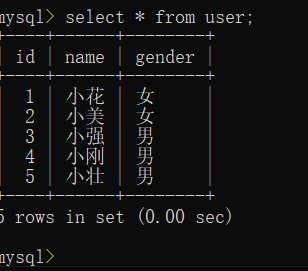 mysql> select * from user;
+----+------+--------+
| id | name | gender |
+----+------+--------+
| 1 | 小花 | 女 |
| 2 | 小美 | 女 |
| 3 | 小强 | 男 |
| 4 | 小刚 | 男 |
| 5 | 小壮 | 男 |
+----+------+--------+
5 rows in set (0.00 sec)
mysql>